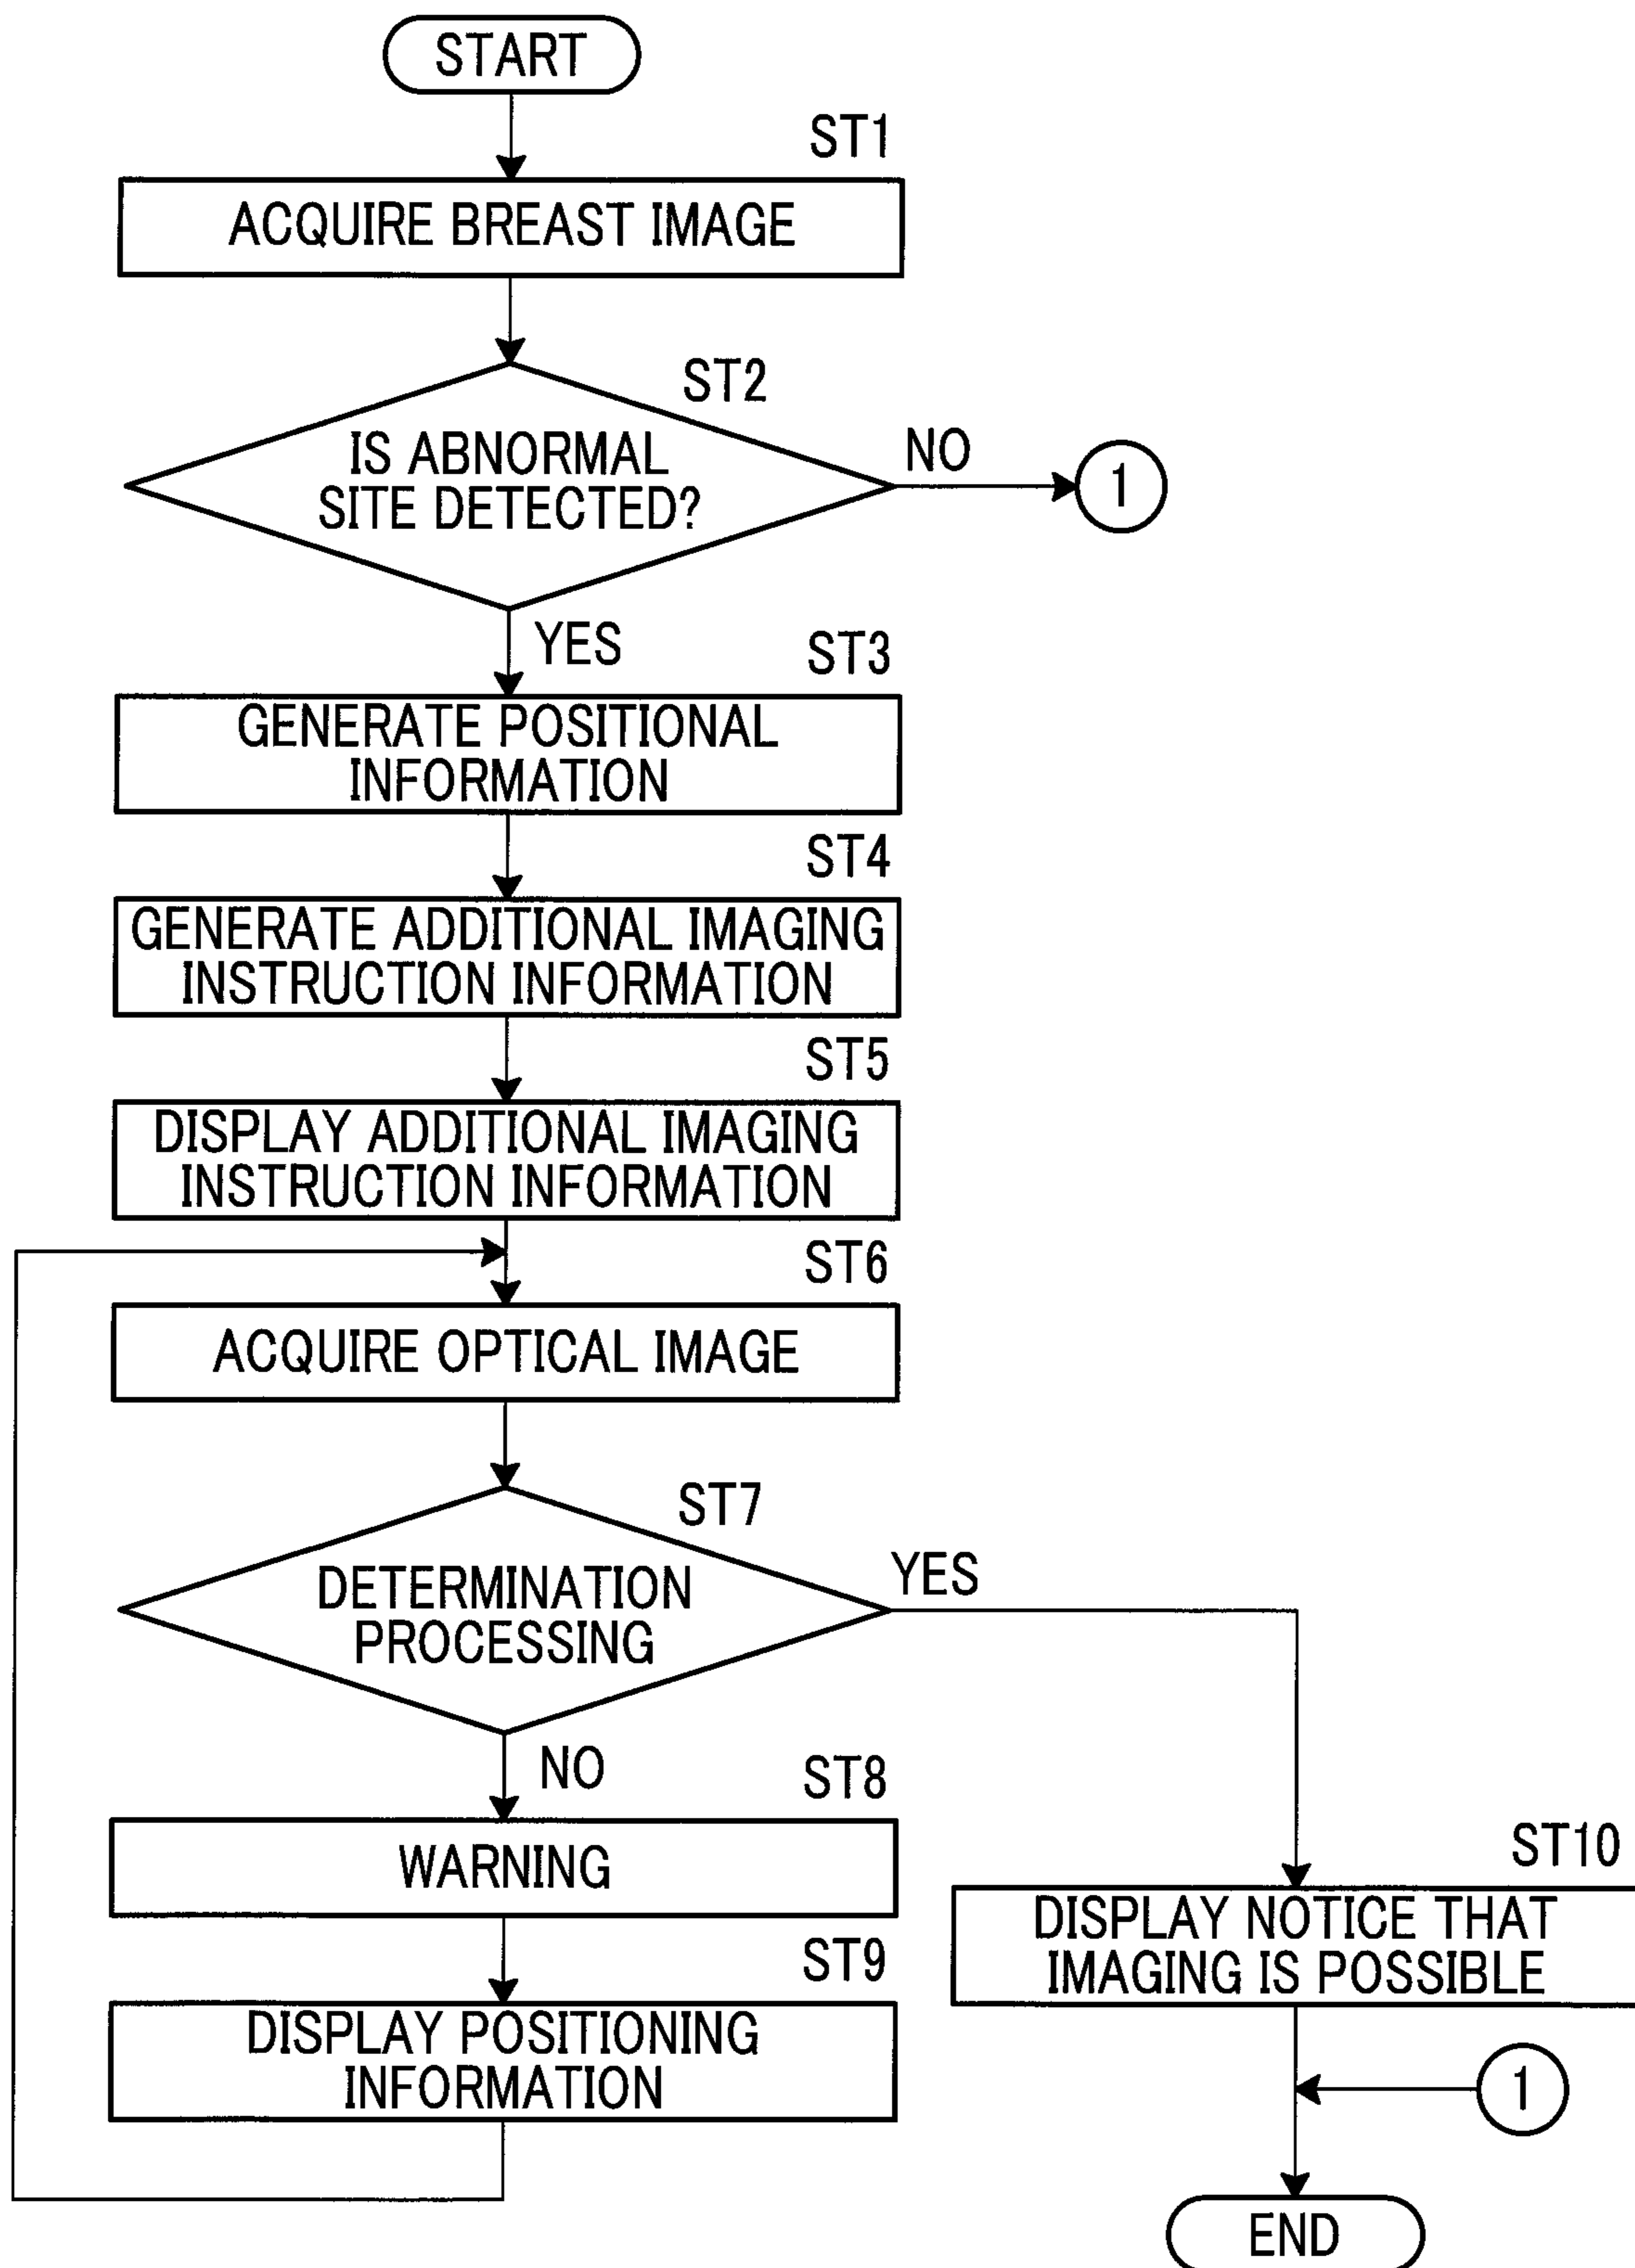 START
ST1
ACQUIRE BREAST IMAGE
ST2
IS ABNORMAL
SITE DETECTED?
NO
1
YES
ST3
GENERATE POSITIONAL
INFORMATION
ST4
GENERATE ADDITIONAL IMAGING
INSTRUCTION INFORMATION
ST5
DISPLAY ADDITIONAL IMAGING
INSTRUCTION INFORMATION
ST6
ACQUIRE OPTICAL IMAGE
ST7
DETERMINATION
PROCESSING
YES
NO
ST8
WARNING
ST9
DISPLAY POSITIONING
INFORMATION
ST10
DISPLAY NOTICE THAT
IMAGING IS POSSIBLE
1
END